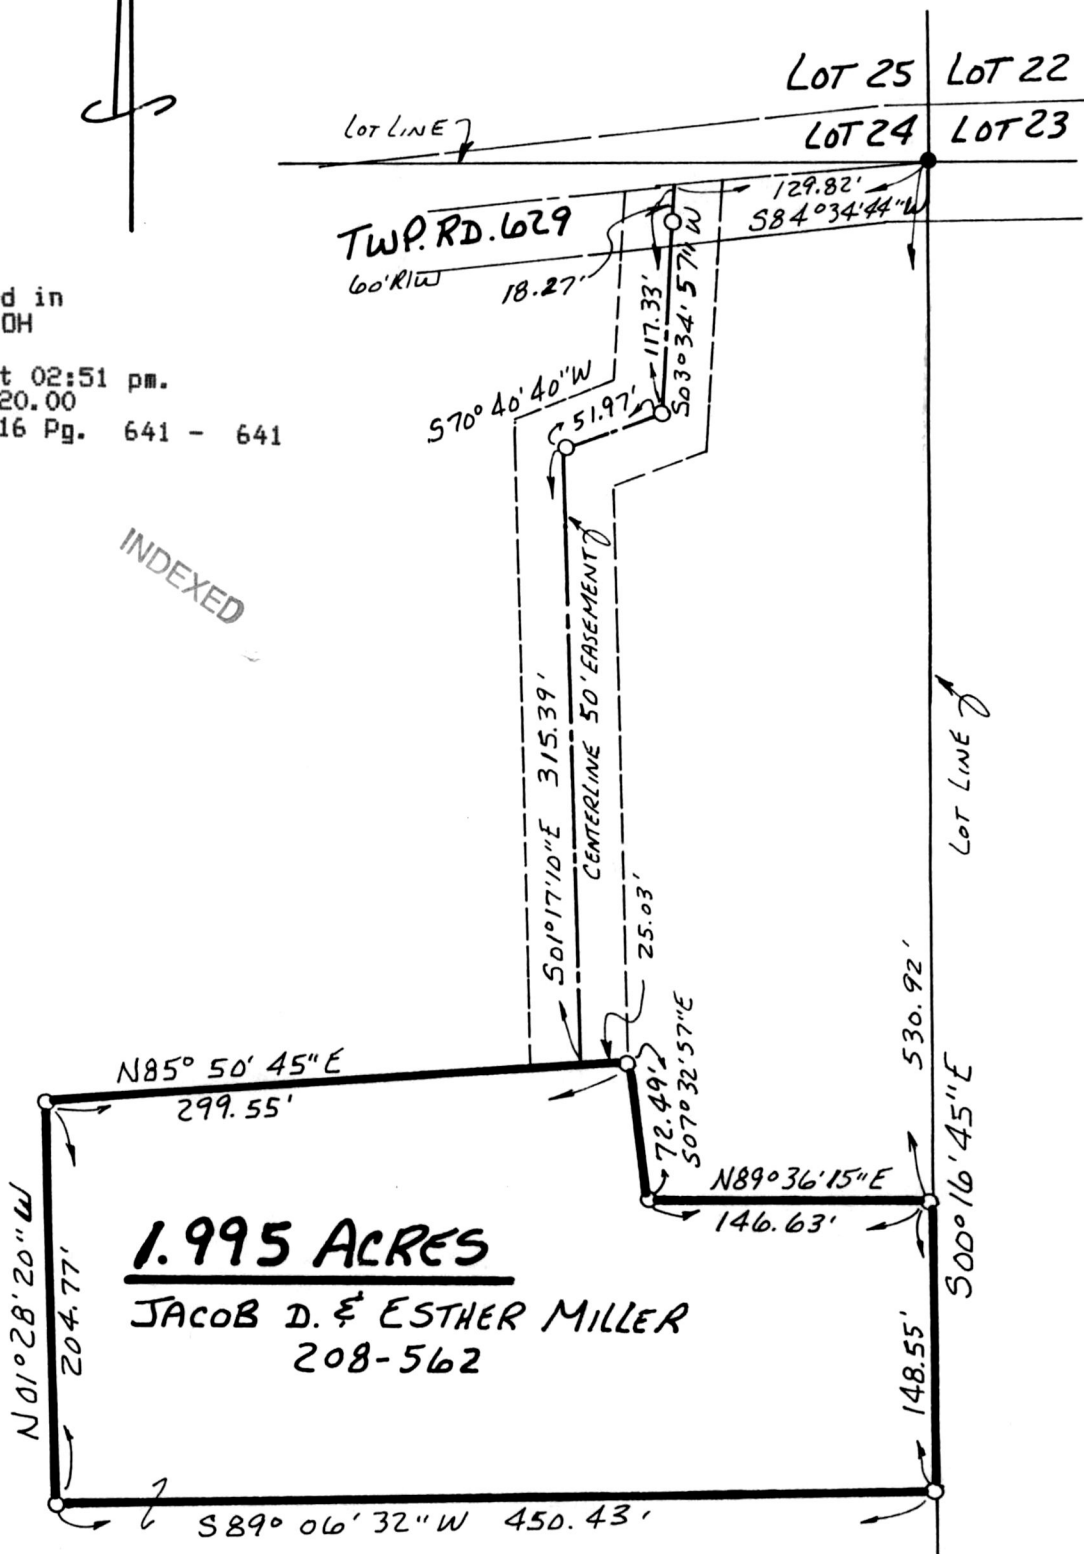 LOT 25 LOT 22
LOT LINE
LOT 24 LOT 23
129.82'
S84°34'44"W
TWP. RD. 629
60' R/W
18.27'
117.33'
S03°34'57"W
d in
OH
t 02:51 pm.
20.00
16 Pg. 641 - 641
S70°40'40"W
51.97'
INDEXED
CENTERLINE 50' EASEMENT
S01°17'10"E 315.39'
LOT LINE
25.03'
530.92'
S00°16'45"E
N85°50'45"E
299.55'
72.49'
S07°32'57"E
N89°36'15"E
146.63'
1.995 ACRES
JACOB D. & ESTHER MILLER
208-562
N01°28'20"W
204.77'
148.55'
S89°06'32"W 450.43'